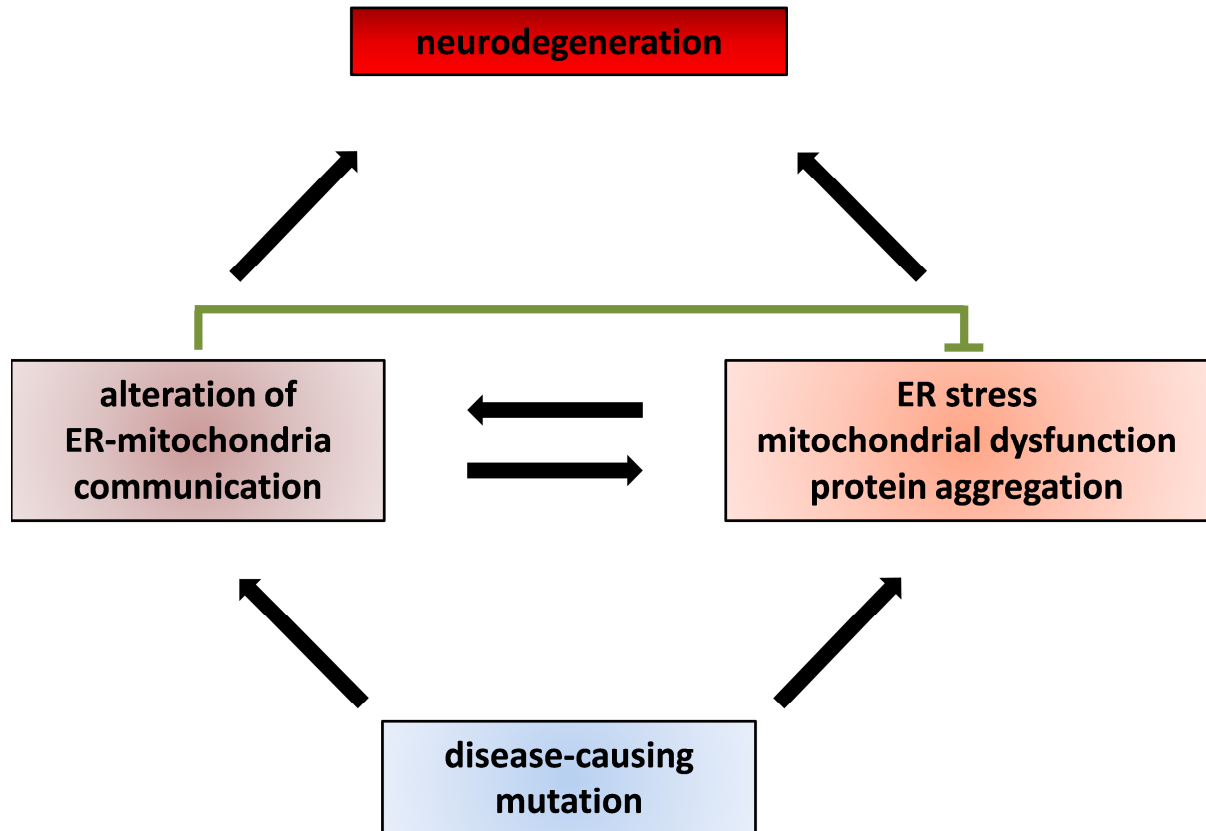 neurodegeneration
alteration of
ER-mitochondria
communication
ER stress
mitochondrial dysfunction
protein aggregation
disease-causing
mutation